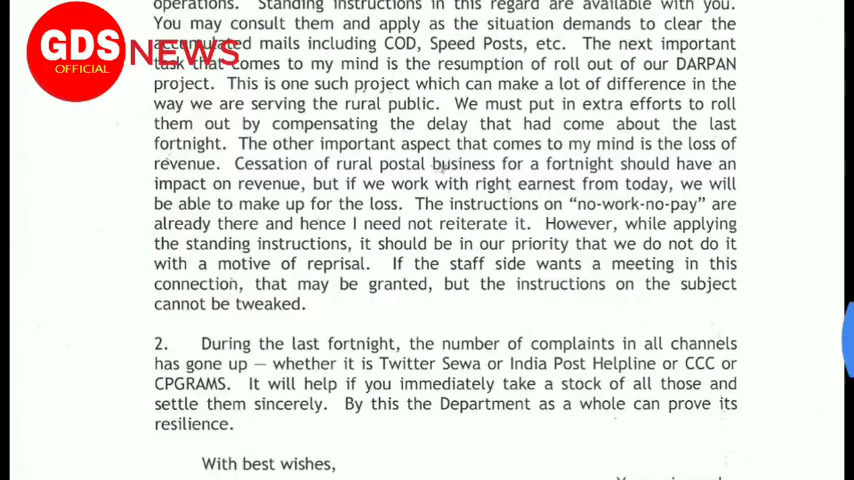 operations. Standing instructions in this regard are available with you.
You may consult them and apply as the situation demands to clear the
accumulated mails including COD, Speed Posts, etc. The next important
task that comes to my mind is the resumption of roll out of our DARPAN
project. This is one such project which can make a lot of difference in the
way we are serving the rural public. We must put in extra efforts to roll
them out by compensating the delay that had come about the last
fortnight. The other important aspect that comes to my mind is the loss of
revenue. Cessation of rural postal business for a fortnight should have an
impact on revenue, but if we work with right earnest from today, we will
be able to make up for the loss. The instructions on “no-work-no-pay” are
already there and hence I need not reiterate it. However, while applying
the standing instructions, it should be in our priority that we do not do it
with a motive of reprisal. If the staff side wants a meeting in this
connection, that may be granted, but the instructions on the subject
cannot be tweaked.
2. During the last fortnight, the number of complaints in all channels
has gone up — whether it is Twitter Sewa or India Post Helpline or CCC or
CPGRAMS. It will help if you immediately take a stock of all those and
settle them sincerely. By this the Department as a whole can prove its
resilience.
With best wishes,
GDS NEWS
OFFICIAL